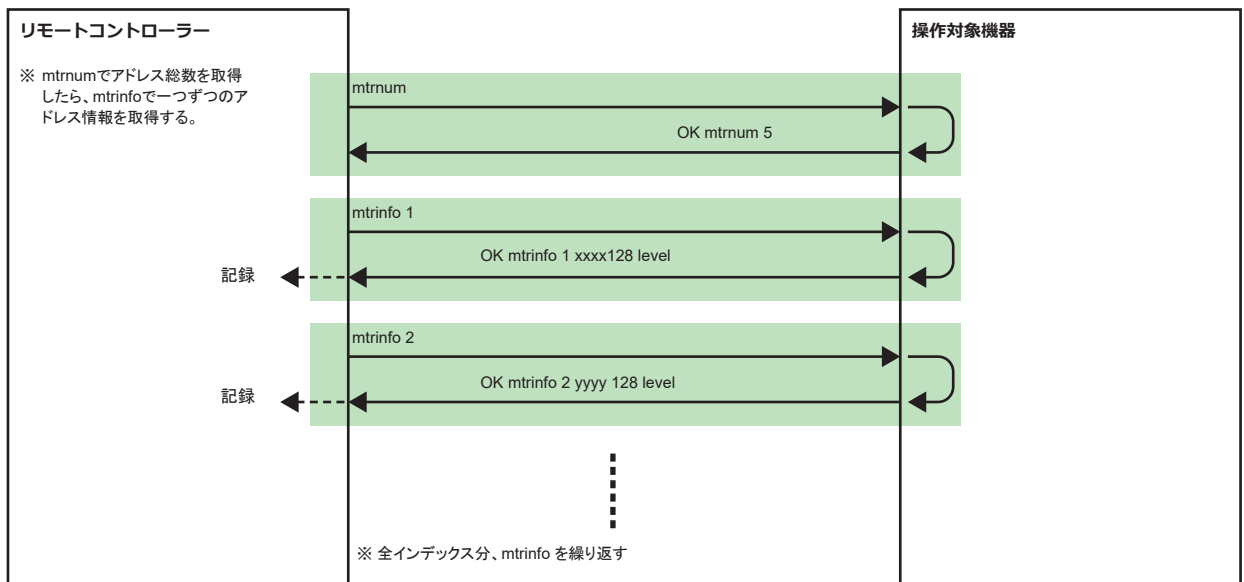 リモートコントローラー
操作対象機器
※ mtrnumでアドレス総数を取得
したら、mtrinfoで一つずつのア
ドレス情報を取得する。
mtrnum
OK mtrnum 5
mtrinfo 1
OK mtrinfo 1 xxxx128 level
記録
mtrinfo 2
OK mtrinfo 2 yyyy 128 level
記録
※ 全インデックス分、mtrinfo を繰り返す